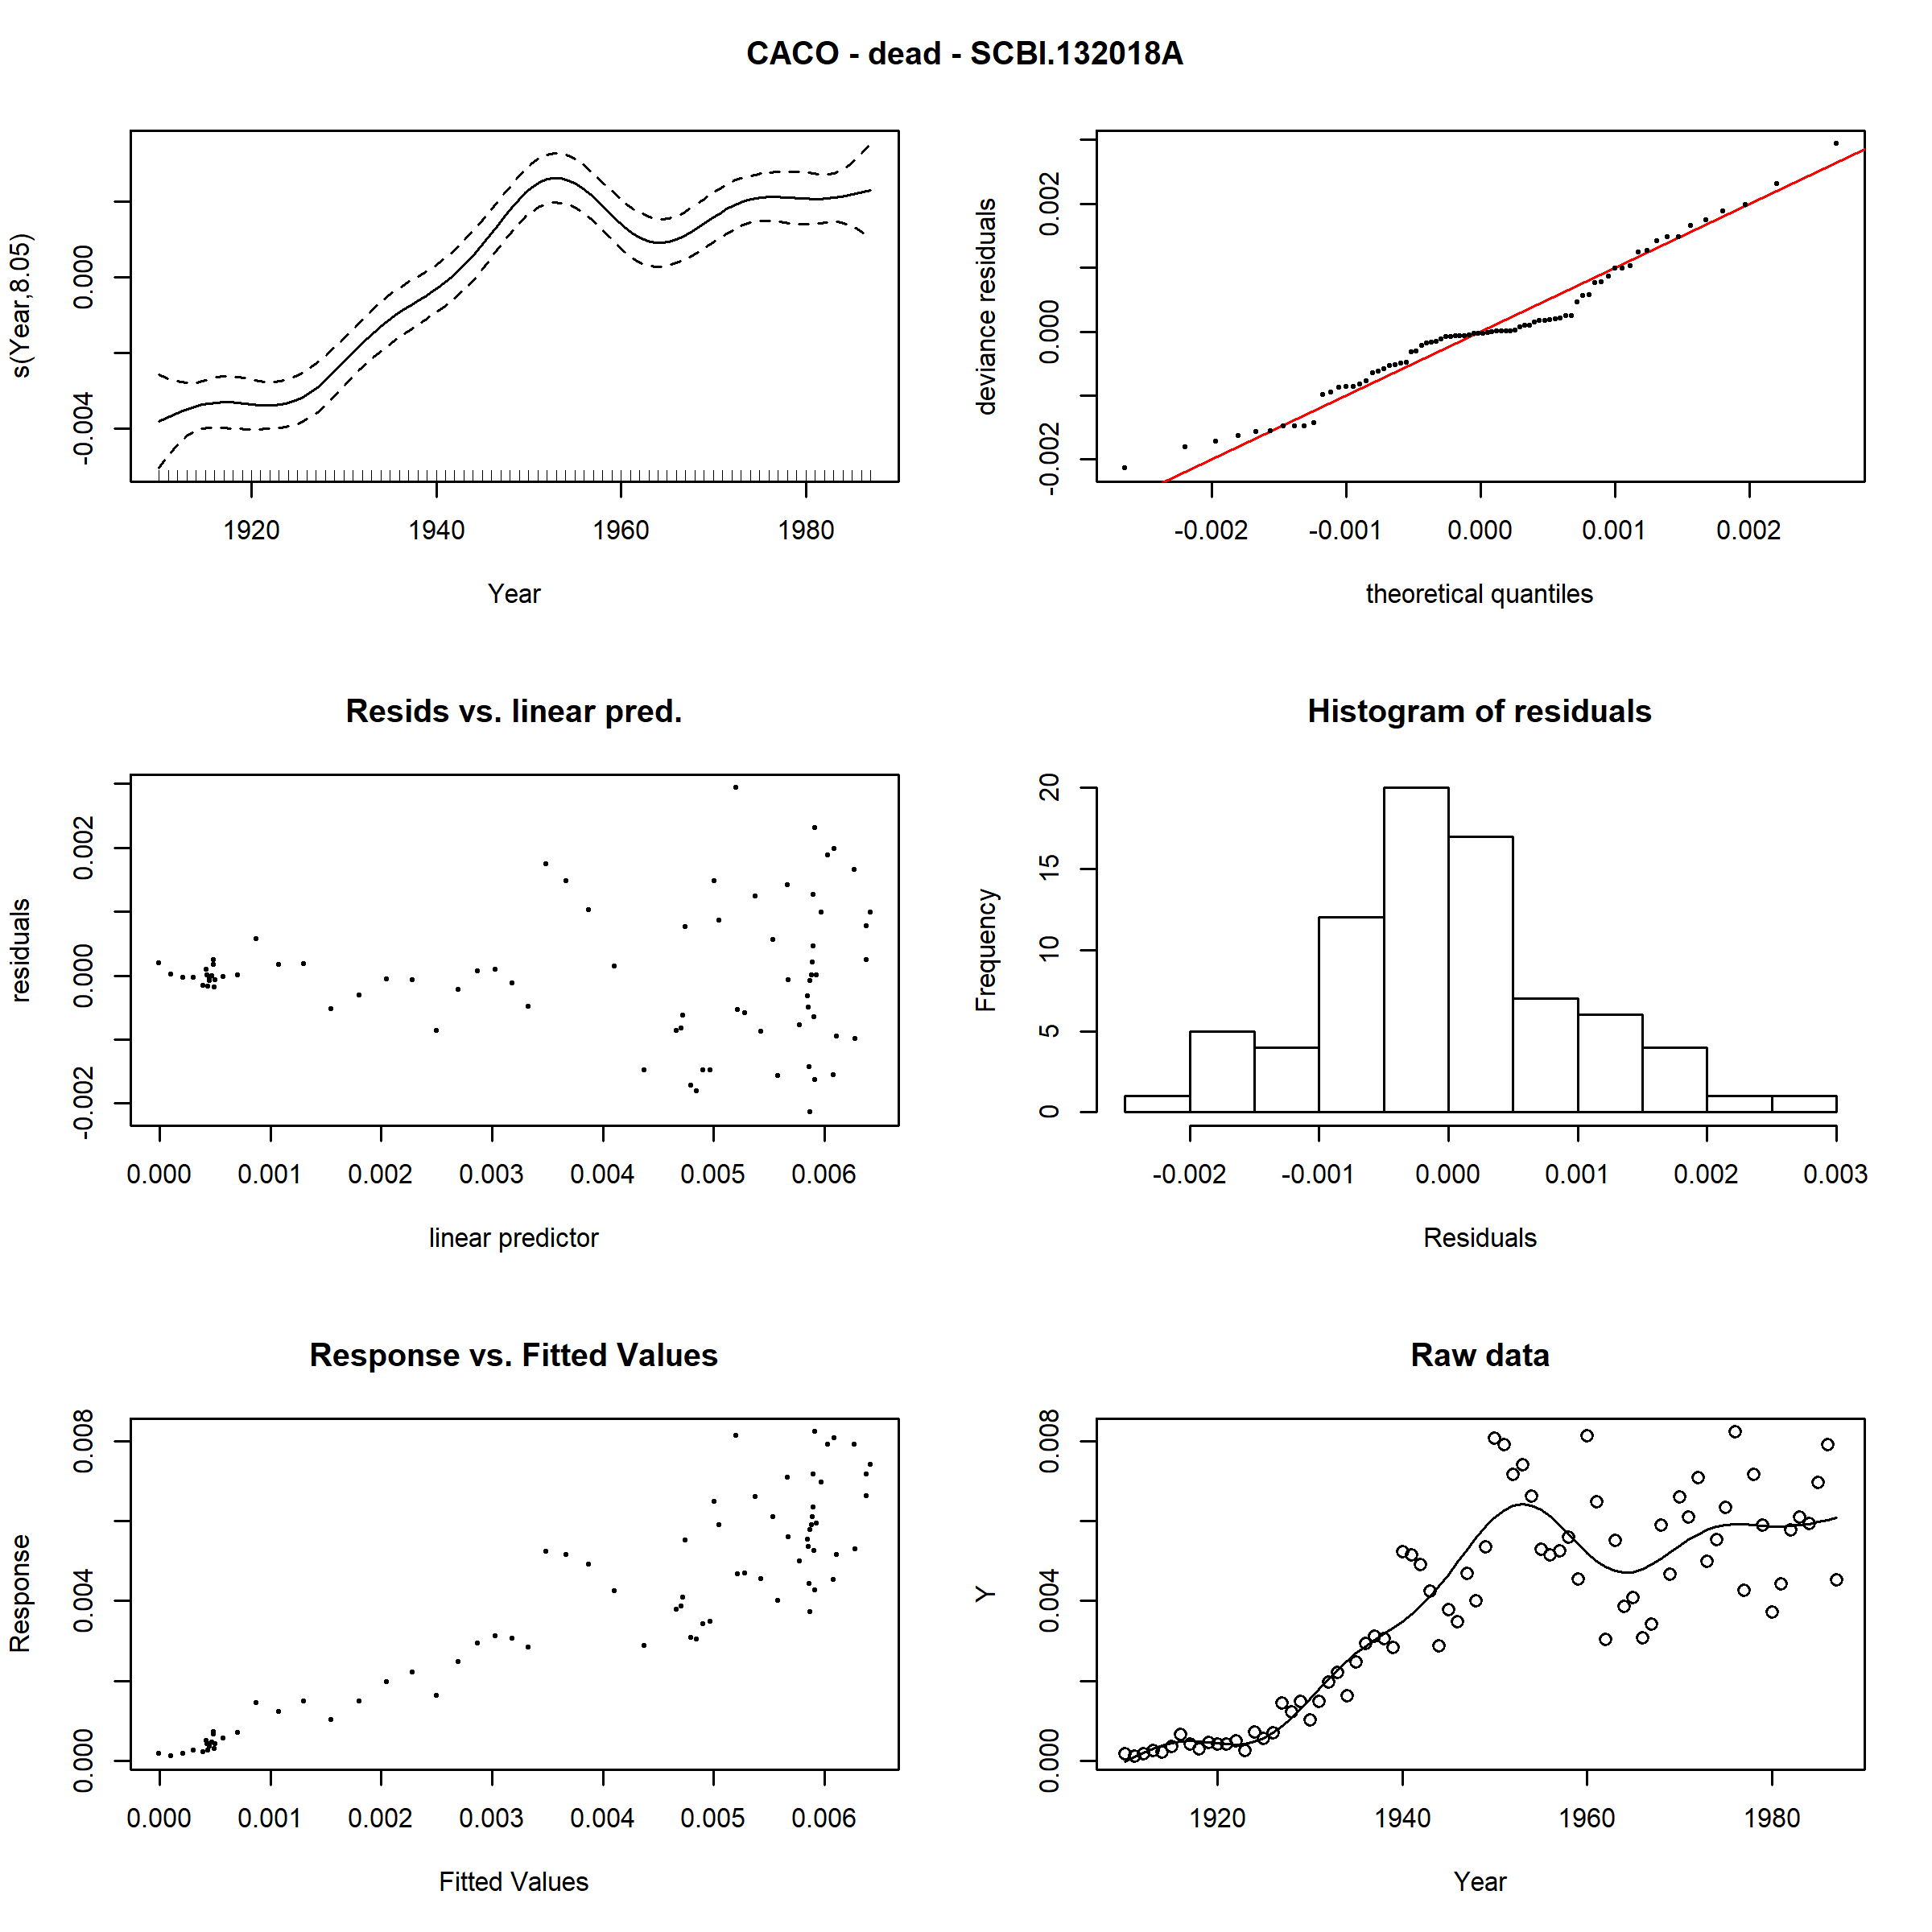 CACO - dead - SCBI.132018A
s(Year,8.05)
0.000
-0.004
1920 1940 1960 1980
Year
deviance residuals
0.002
0.000
-0.002
-0.002 -0.001 0.000 0.001 0.002
theoretical quantiles
Resids vs. linear pred.
residuals
0.002
0.000
-0.002
0.000 0.001 0.002 0.003 0.004 0.005 0.006
linear predictor
Histogram of residuals
Frequency
20
15
10
5
0
-0.002 -0.001 0.000 0.001 0.002 0.003
Residuals
Response vs. Fitted Values
Response
0.008
0.004
0.000
0.000 0.001 0.002 0.003 0.004 0.005 0.006
Fitted Values
Raw data
Y
0.008
0.004
0.000
1920 1940 1960 1980
Year